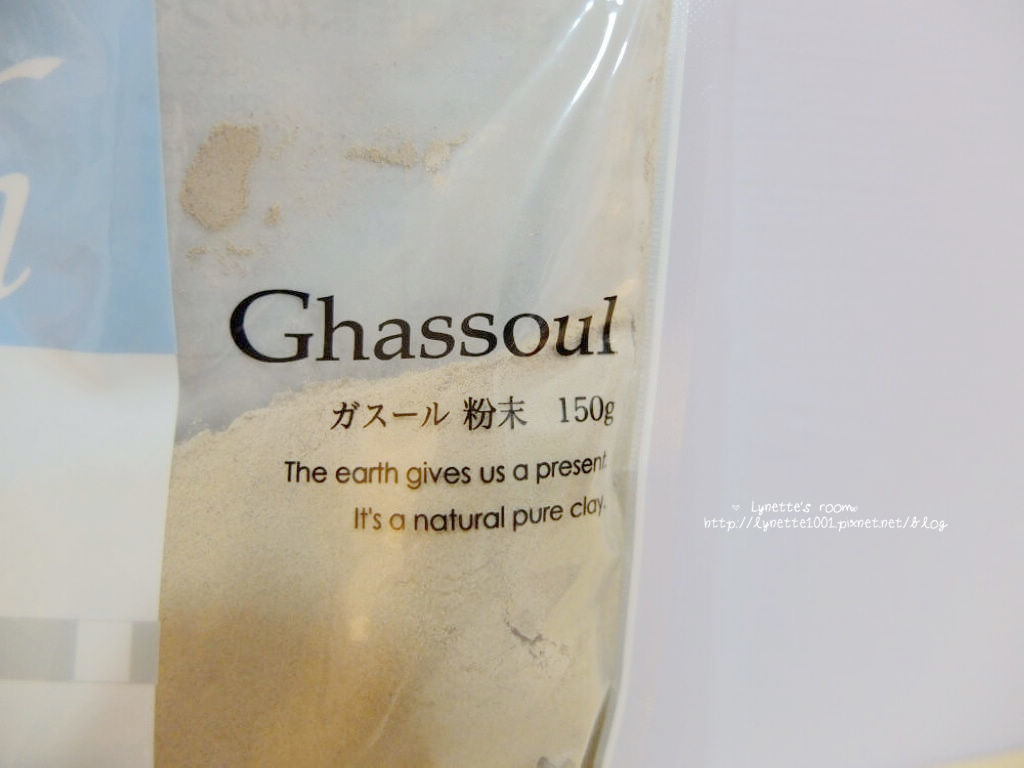 Ghassoul
ガスール 粉末 150g
The earth gives us a present.
It's a natural pure clay.
Lynette's room
http://lynette1001.pixnet.net/blog